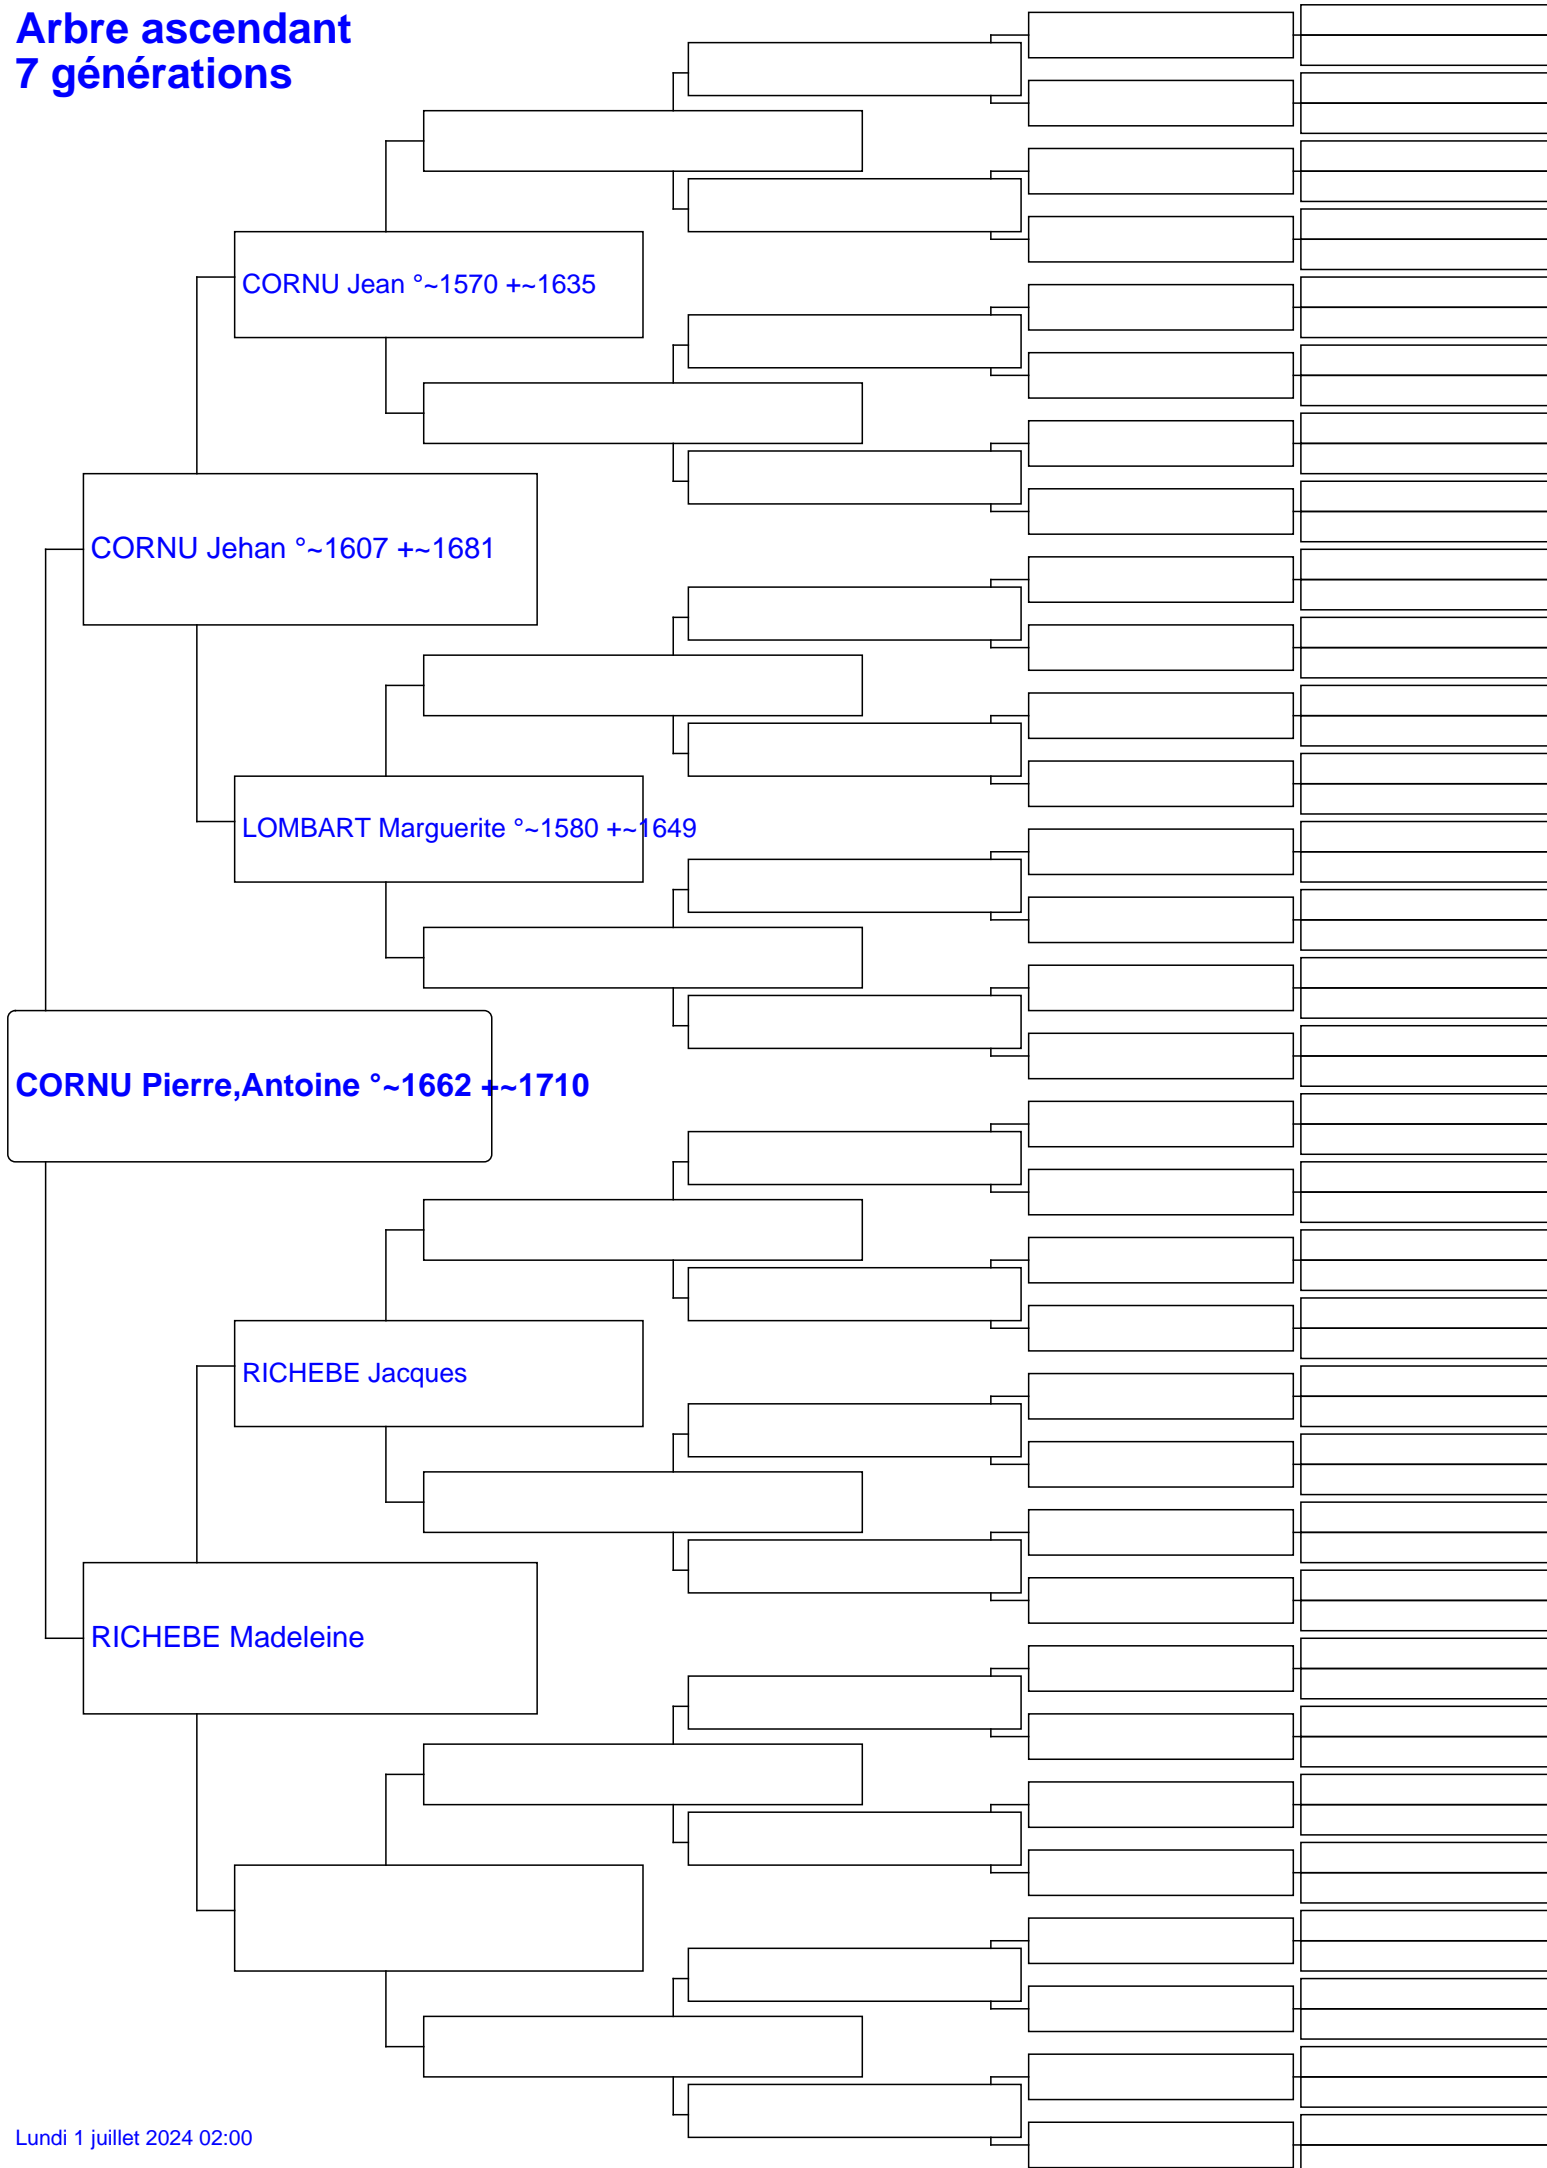 Arbre ascendant
7 générations
CORNU Jean °~1570 +~1635
CORNU Jehan °~1607 +~1681
LOMBART Marguerite °~1580 +~1649
CORNU Pierre,Antoine °~1662 +~1710
RICHEBE Jacques
RICHEBE Madeleine
Lundi 1 juillet 2024 02:00